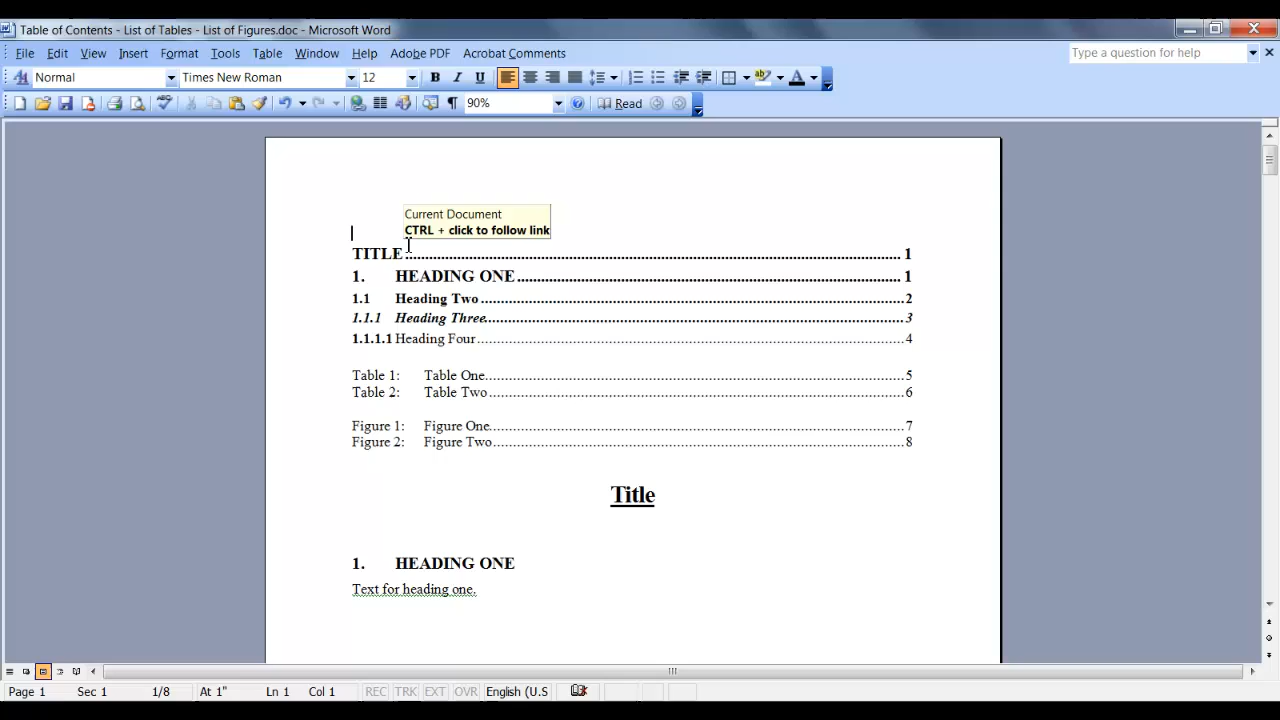 Table of Contents - List of Tables - List of Figures.doc - Microsoft Word
File Edit View Insert Format Tools Table Window Help Adobe PDF Acrobat Comments Type a question for help
Normal Times New Roman 12 B I U A
90% Read
Current Document
CTRL + click to follow link
TITLE 1
1. HEADING ONE 1
1.1 Heading Two 2
1.1.1 Heading Three 3
1.1.1.1 Heading Four 4
Table 1: Table One 5
Table 2: Table Two 6
Figure 1: Figure One 7
Figure 2: Figure Two 8
Title
1. HEADING ONE
Text for heading one.
Page 1 Sec 1 1/8 At 1" Ln 1 Col 1 REC TRK EXT OVR English (U.S